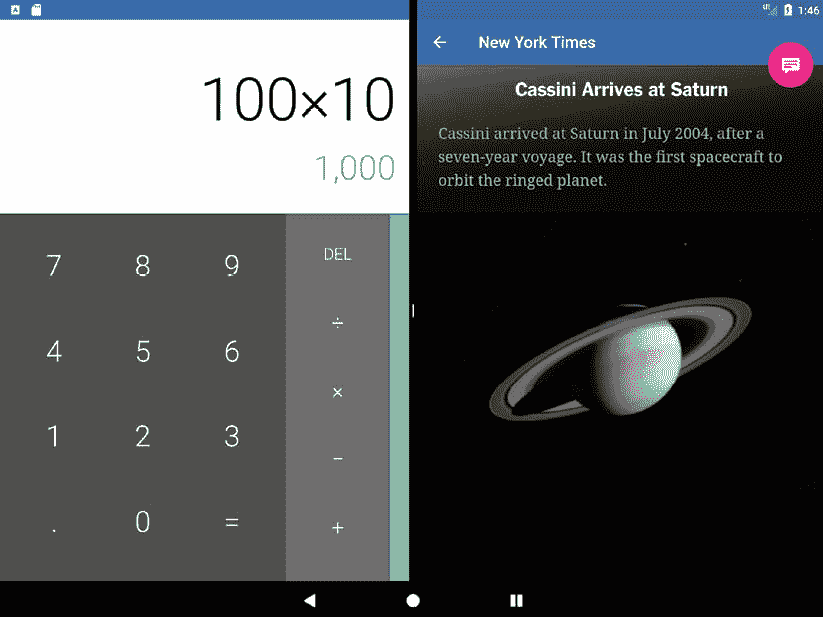 1:46
100×10
1,000
7 8 9 DEL
÷
4 5 6
×
1 2 3
−
. 0 =
+
New York Times
Cassini Arrives at Saturn
Cassini arrived at Saturn in July 2004, after a
seven-year voyage. It was the first spacecraft to
orbit the ringed planet.